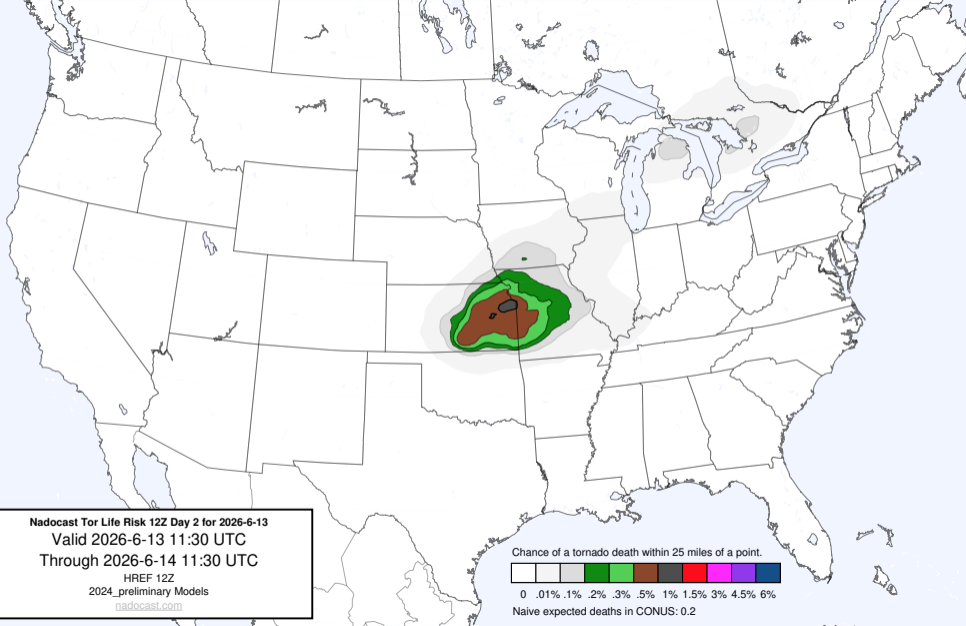 Nadocast Tor Life Risk 12Z Day 2 for 2026-6-13
Valid 2026-6-13 11:30 UTC
Through 2026-6-14 11:30 UTC
HREF 12Z
2024_preliminary Models
nadocast.com
Chance of a tornado death within 25 miles of a point.
0 .01% .1% .2% .3% .5% 1% 1.5% 3% 4.5% 6%
Naive expected deaths in CONUS: 0.2